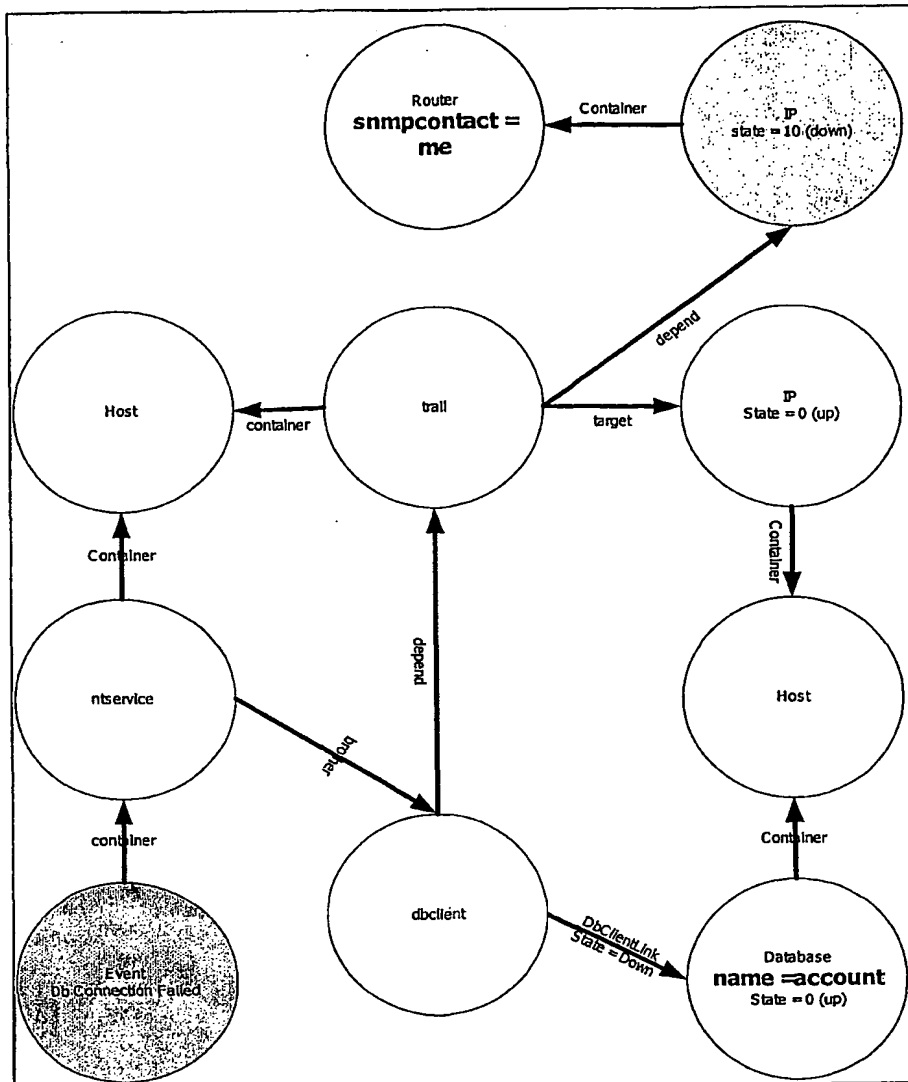 Router
snmpcontact =
me
Container
IP
state = 10 (down)
depend
Host
container
trail
target
IP
State = 0 (up)
Container
Container
ntservice
brother
depend
Host
container
Container
Event
Db Connection Failed
dbclient
DbClientLink
State = Down
Database
name =account
State = 0 (up)